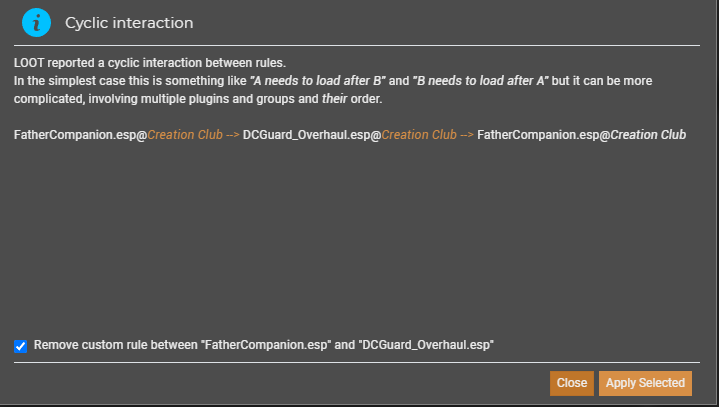 Cyclic interaction
LOOT reported a cyclic interaction between rules.
In the simplest case this is something like "A needs to load after B" and "B needs to load after A" but it can be more
complicated, involving multiple plugins and groups and their order.
FatherCompanion.esp@Creation Club --> DCGuard_Overhaul.esp@Creation Club --> FatherCompanion.esp@Creation Club
Remove custom rule between "FatherCompanion.esp" and "DCGuard_Overhaul.esp"
Close Apply Selected